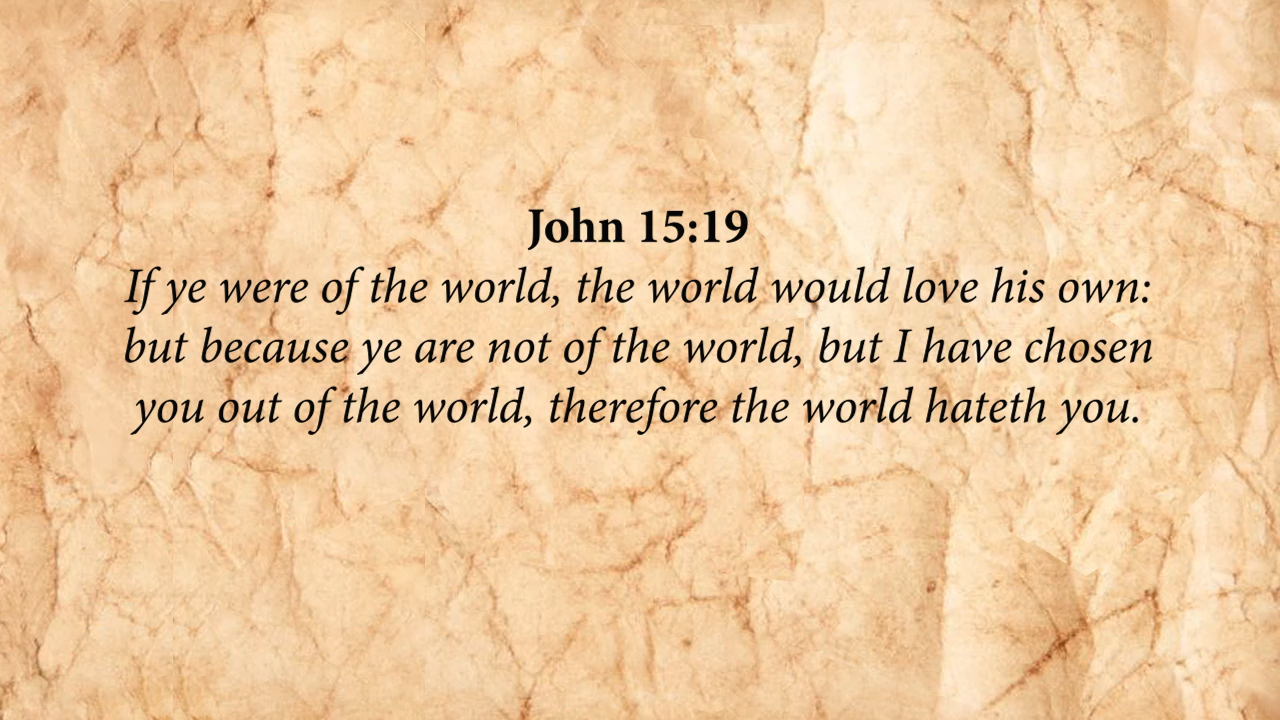 John 15:19
If ye were of the world, the world would love his own:
but because ye are not of the world, but I have chosen
you out of the world, therefore the world hateth you.